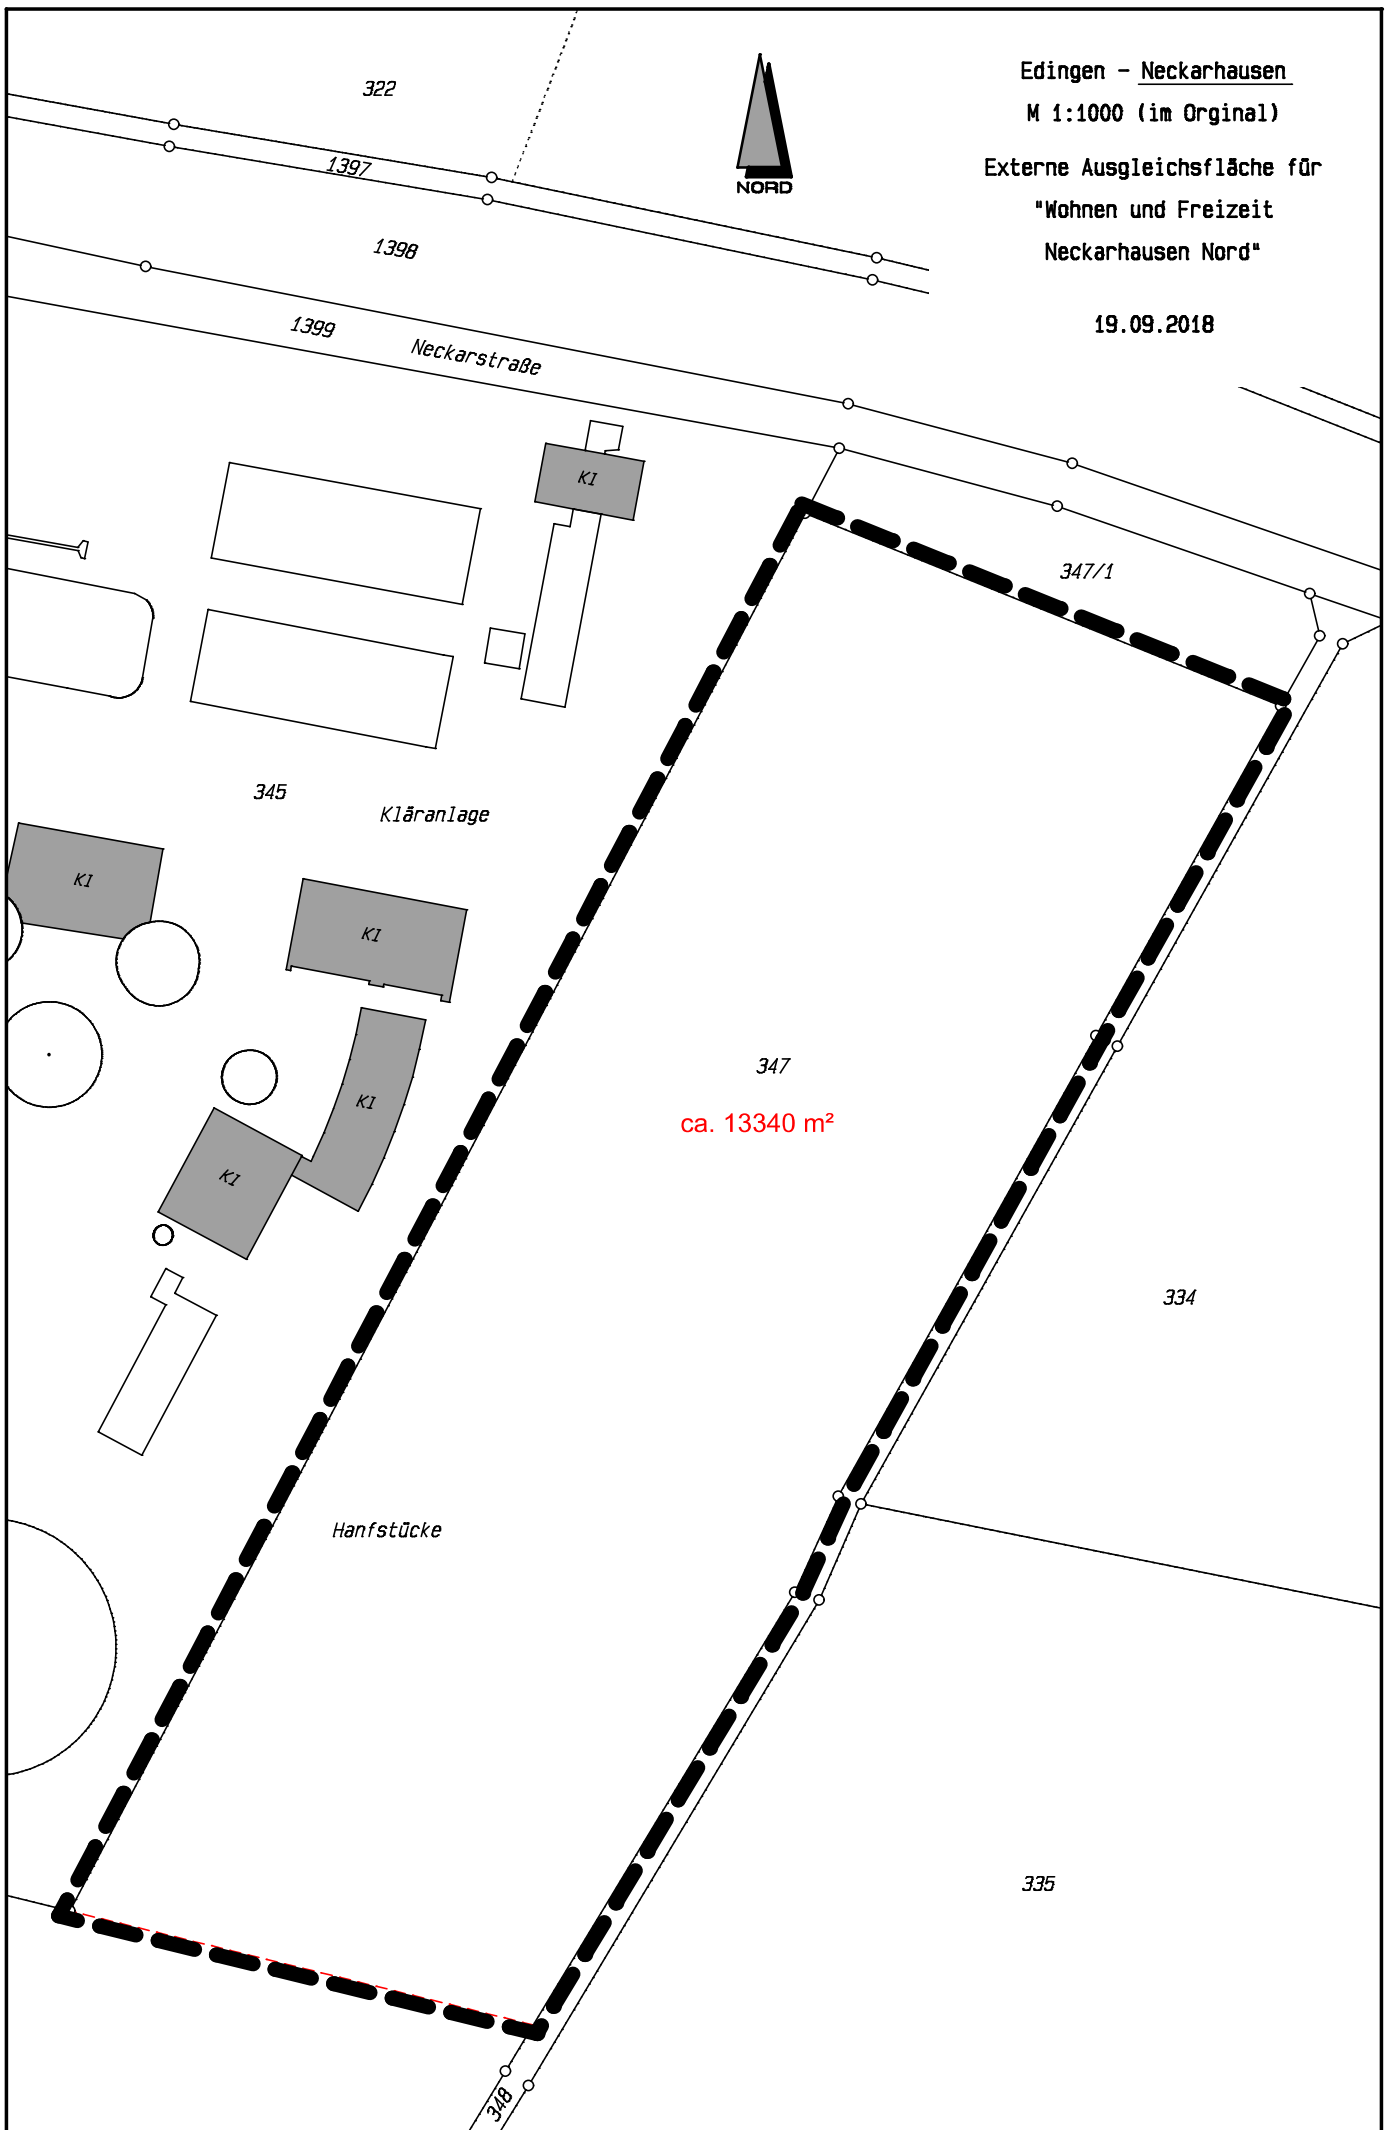 Edingen - Neckarhausen
M 1:1000 (im Orginal)
Externe Ausgleichsfläche für
"Wohnen und Freizeit
Neckarhausen Nord"
19.09.2018
NORD
322
1397
1398
1399
Neckarstraße
KI
347/1
345
Kläranlage
KI
KI
KI
KI
347
ca. 13340 m²
334
Hanfstücke
335
348